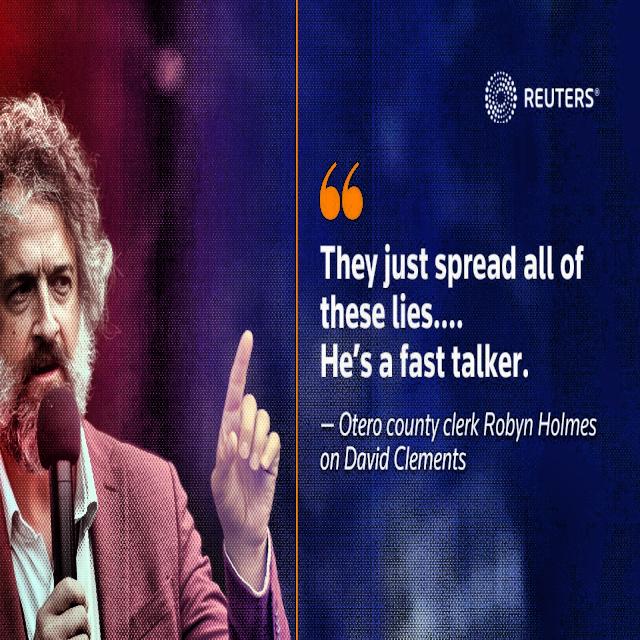 REUTERS®
“
They just spread all of
these lies....
He’s a fast talker.
– Otero county clerk Robyn Holmes
on David Clements